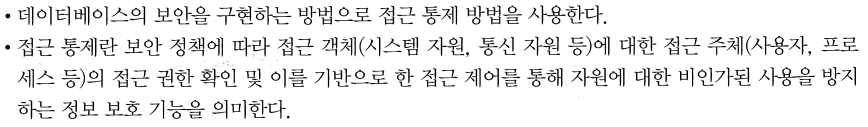 • 데이터베이스의 보안을 구현하는 방법으로 접근 통제 방법을 사용한다.
• 접근 통제란 보안 정책에 따라 접근 객체(시스템 자원, 통신 자원 등)에 대한 접근 주체(사용자, 프로
세스 등)의 접근 권한 확인 및 이를 기반으로 한 접근 제어를 통해 자원에 대한 비인가된 사용을 방지
하는 정보 보호 기능을 의미한다.